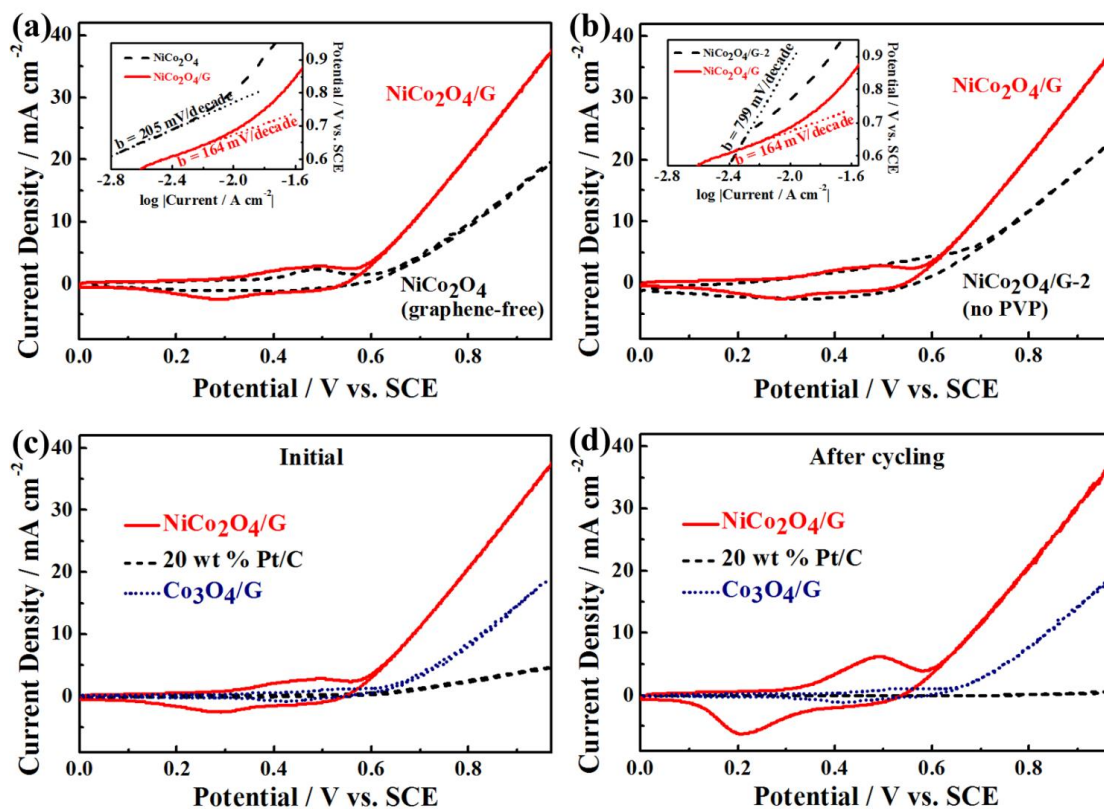 (a)
40
30
20
10
0
Current Density / mA cm-2
0.0 0.2 0.4 0.6 0.8
Potential / V vs. SCE
NiCo2O4
NiCo2O4/G
b = 205 mV/decade
b = 164 mV/decade
-2.8 -2.4 -2.0 -1.6
log |Current / A cm-2|
0.9
0.8
0.7
0.6
Potential / V vs. SCE
NiCo2O4/G
NiCo2O4
(graphene-free)
(b)
40
30
20
10
0
Current Density / mA cm-2
0.0 0.2 0.4 0.6 0.8
Potential / V vs. SCE
NiCo2O4/G-2
NiCo2O4/G
b = 799 mV/decade
b = 164 mV/decade
-2.8 -2.4 -2.0 -1.6
log |Current / A cm-2|
0.9
0.8
0.7
0.6
Potential / V vs. SCE
NiCo2O4/G
NiCo2O4/G-2
(no PVP)
(c)
40
30
20
10
0
Current Density / mA cm-2
0.0 0.2 0.4 0.6 0.8
Potential / V vs. SCE
Initial
NiCo2O4/G
20 wt % Pt/C
Co3O4/G
(d)
40
30
20
10
0
Current Density / mA cm-2
0.0 0.2 0.4 0.6 0.8
Potential / V vs. SCE
After cycling
NiCo2O4/G
20 wt % Pt/C
Co3O4/G